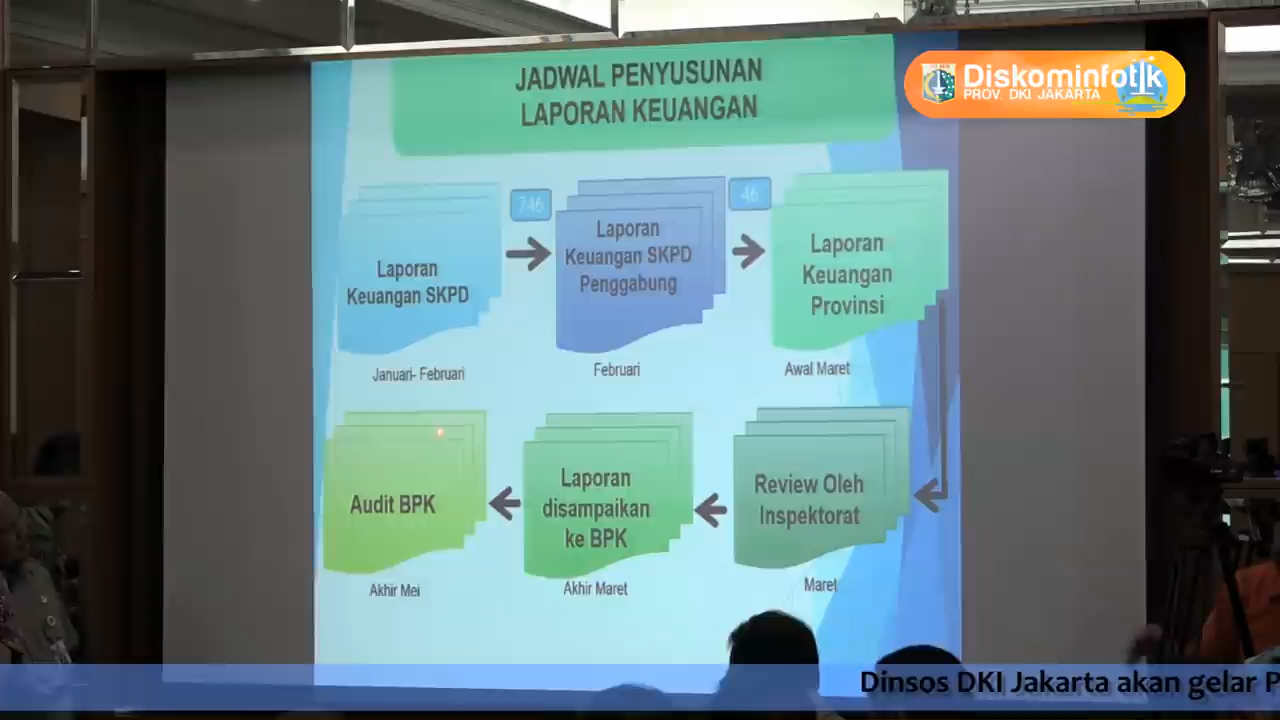 JADWAL PENYUSUNAN
LAPORAN KEUANGAN
Diskominfotik
PROV. DKI JAKARTA
Laporan
Keuangan SKPD
Januari- Februari
746
Laporan
Keuangan SKPD
Penggabung
Februari
46
Laporan
Keuangan
Provinsi
Awal Maret
Review Oleh
Inspektorat
Maret
Laporan
disampaikan
ke BPK
Akhir Maret
Audit BPK
Akhir Mei
Dinsos DKI Jakarta akan gelar P